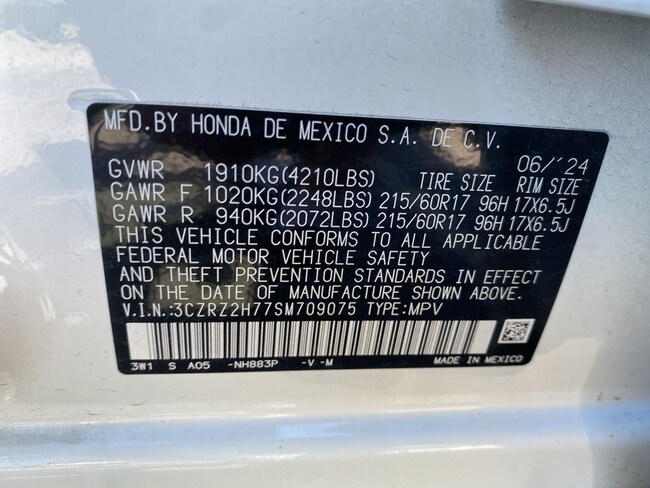 MFD.BY HONDA DE MEXICO S.A. DE C.V.
06/'24
GVWR 1910KG(4210LBS) TIRE SIZE RIM SIZE
GAWR F 1020KG(2248LBS) 215/60R17 96H 17X6.5J
GAWR R 940KG(2072LBS) 215/60R17 96H 17X6.5J
THIS VEHICLE CONFORMS TO ALL APPLICABLE
FEDERAL MOTOR VEHICLE SAFETY
AND THEFT PREVENTION STANDARDS IN EFFECT
ON THE DATE OF MANUFACTURE SHOWN ABOVE.
V.I.N.:3CZRZ2H77SM709075 TYPE:MPV
3W1 S A05 -NH883P -V -M
MADE IN MEXICO